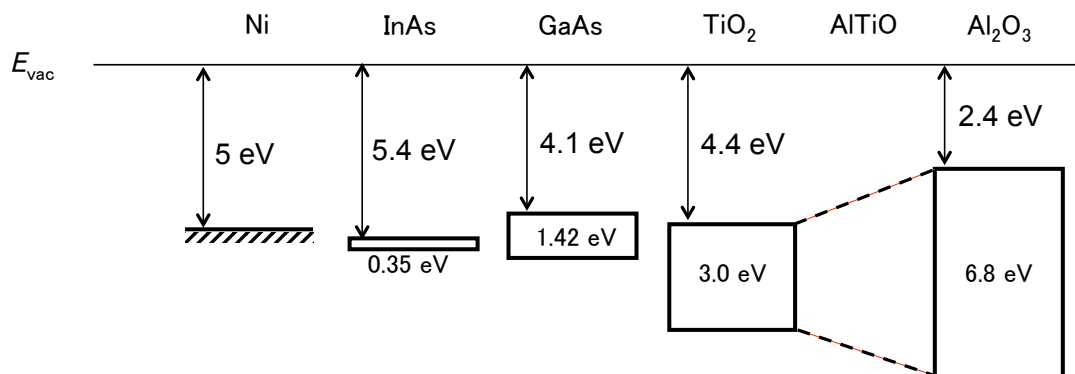 Ni InAs GaAs TiO₂ AlTiO Al₂O₃
E_vac
2.4 eV
5 eV 5.4 eV 4.1 eV 4.4 eV
1.42 eV
0.35 eV 3.0 eV 6.8 eV